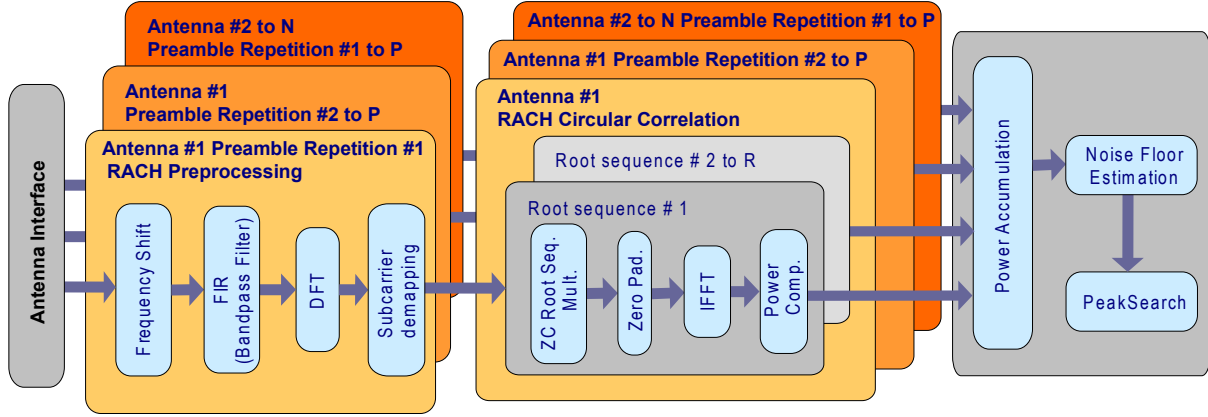 Antenna Interface
Antenna #2 to N
Preamble Repetition #1 to P
Antenna #1
Preamble Repetition #2 to P
Antenna #1 Preamble Repetition #1
RACH Preprocessing
Frequency Shift
FIR
(Bandpass Filter)
DFT
Subcarrier
demapping
Antenna #2 to N Preamble Repetition #1 to P
Antenna #1 Preamble Repetition #2 to P
Antenna #1
RACH Circular Correlation
Root sequence # 2 to R
Root sequence # 1
ZC Root Seq.
Mult.
Zero Pad.
IFFT
Power
Comp.
Power Accumulation
Noise Floor
Estimation
PeakSearch